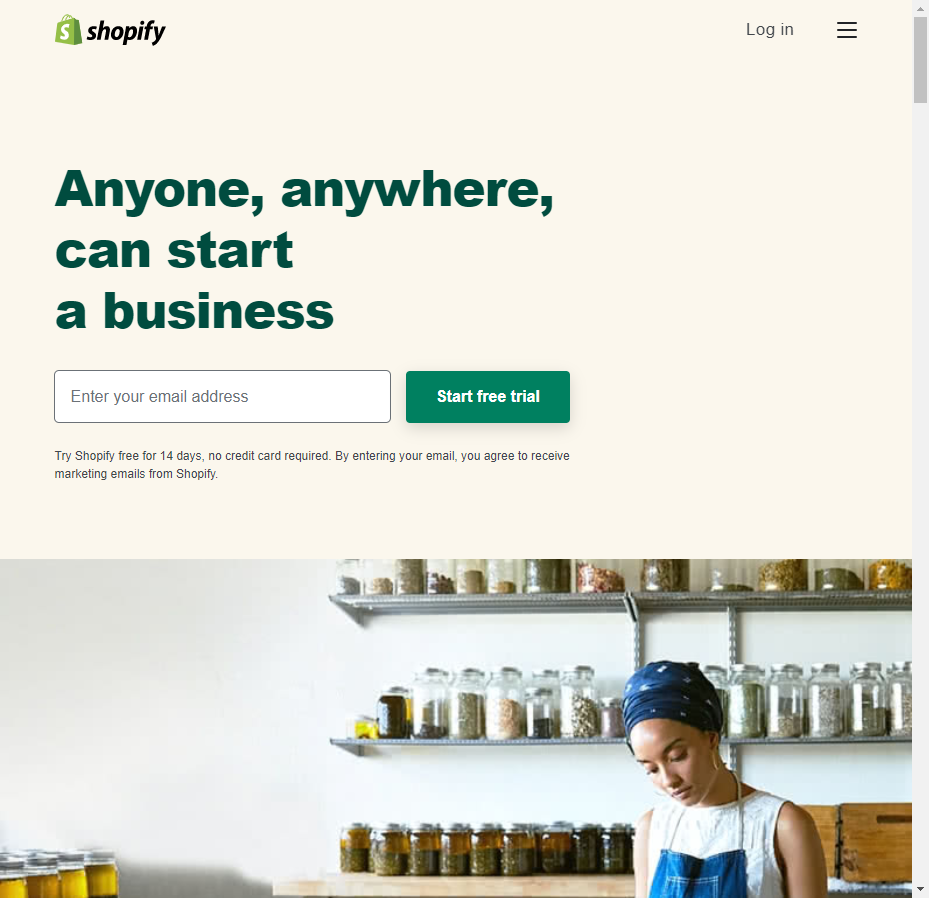 shopify
Log in
Anyone, anywhere,
can start
a business
Enter your email address
Start free trial
Try Shopify free for 14 days, no credit card required. By entering your email, you agree to receive
marketing emails from Shopify.